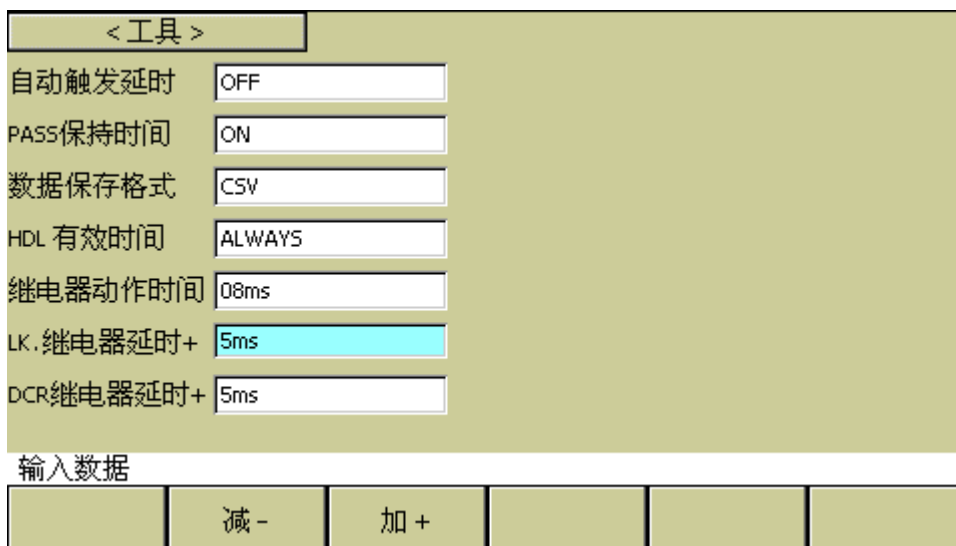 <工具>
自动触发延时 OFF
PASS保持时间 ON
数据保存格式 CSV
HDL 有效时间 ALWAYS
继电器动作时间 08ms
LK.继电器延时+ 5ms
DCR继电器延时+ 5ms
输入数据
减- 加+